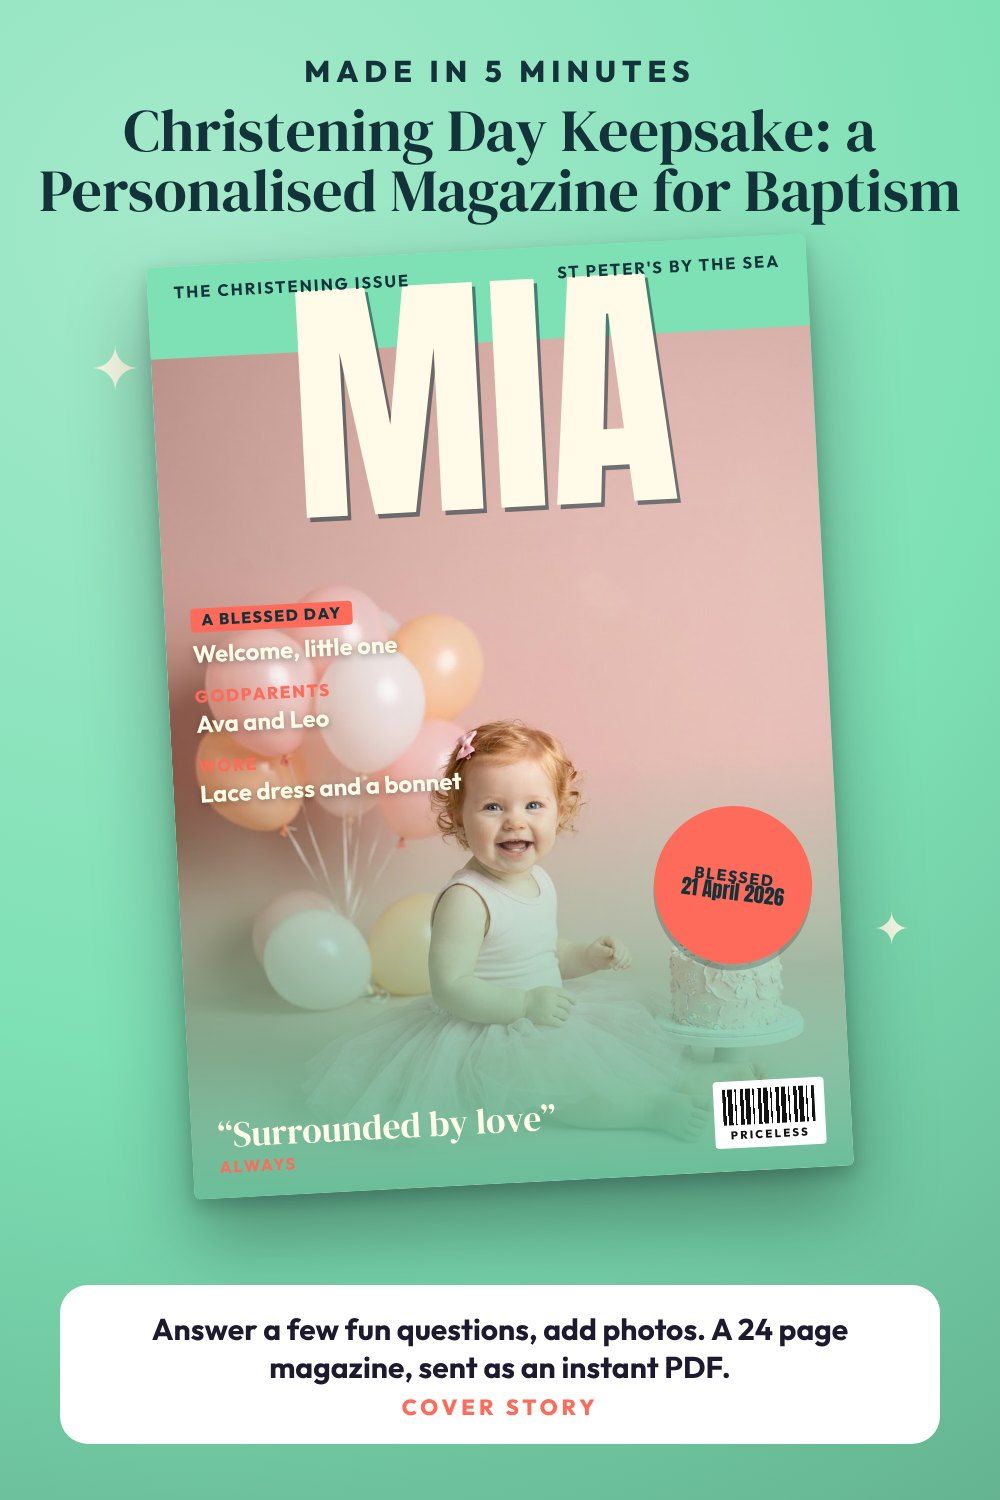 MADE IN 5 MINUTES
Christening Day Keepsake: a
Personalised Magazine for Baptism
THE CHRISTENING ISSUE
ST PETER'S BY THE SEA
MIA
A BLESSED DAY
Welcome, little one
GODPARENTS
Ava and Leo
WORE
Lace dress and a bonnet
BLESSED
21 April 2026
“Surrounded by love”
ALWAYS
PRICELESS
Answer a few fun questions, add photos. A 24 page
magazine, sent as an instant PDF.
COVER STORY